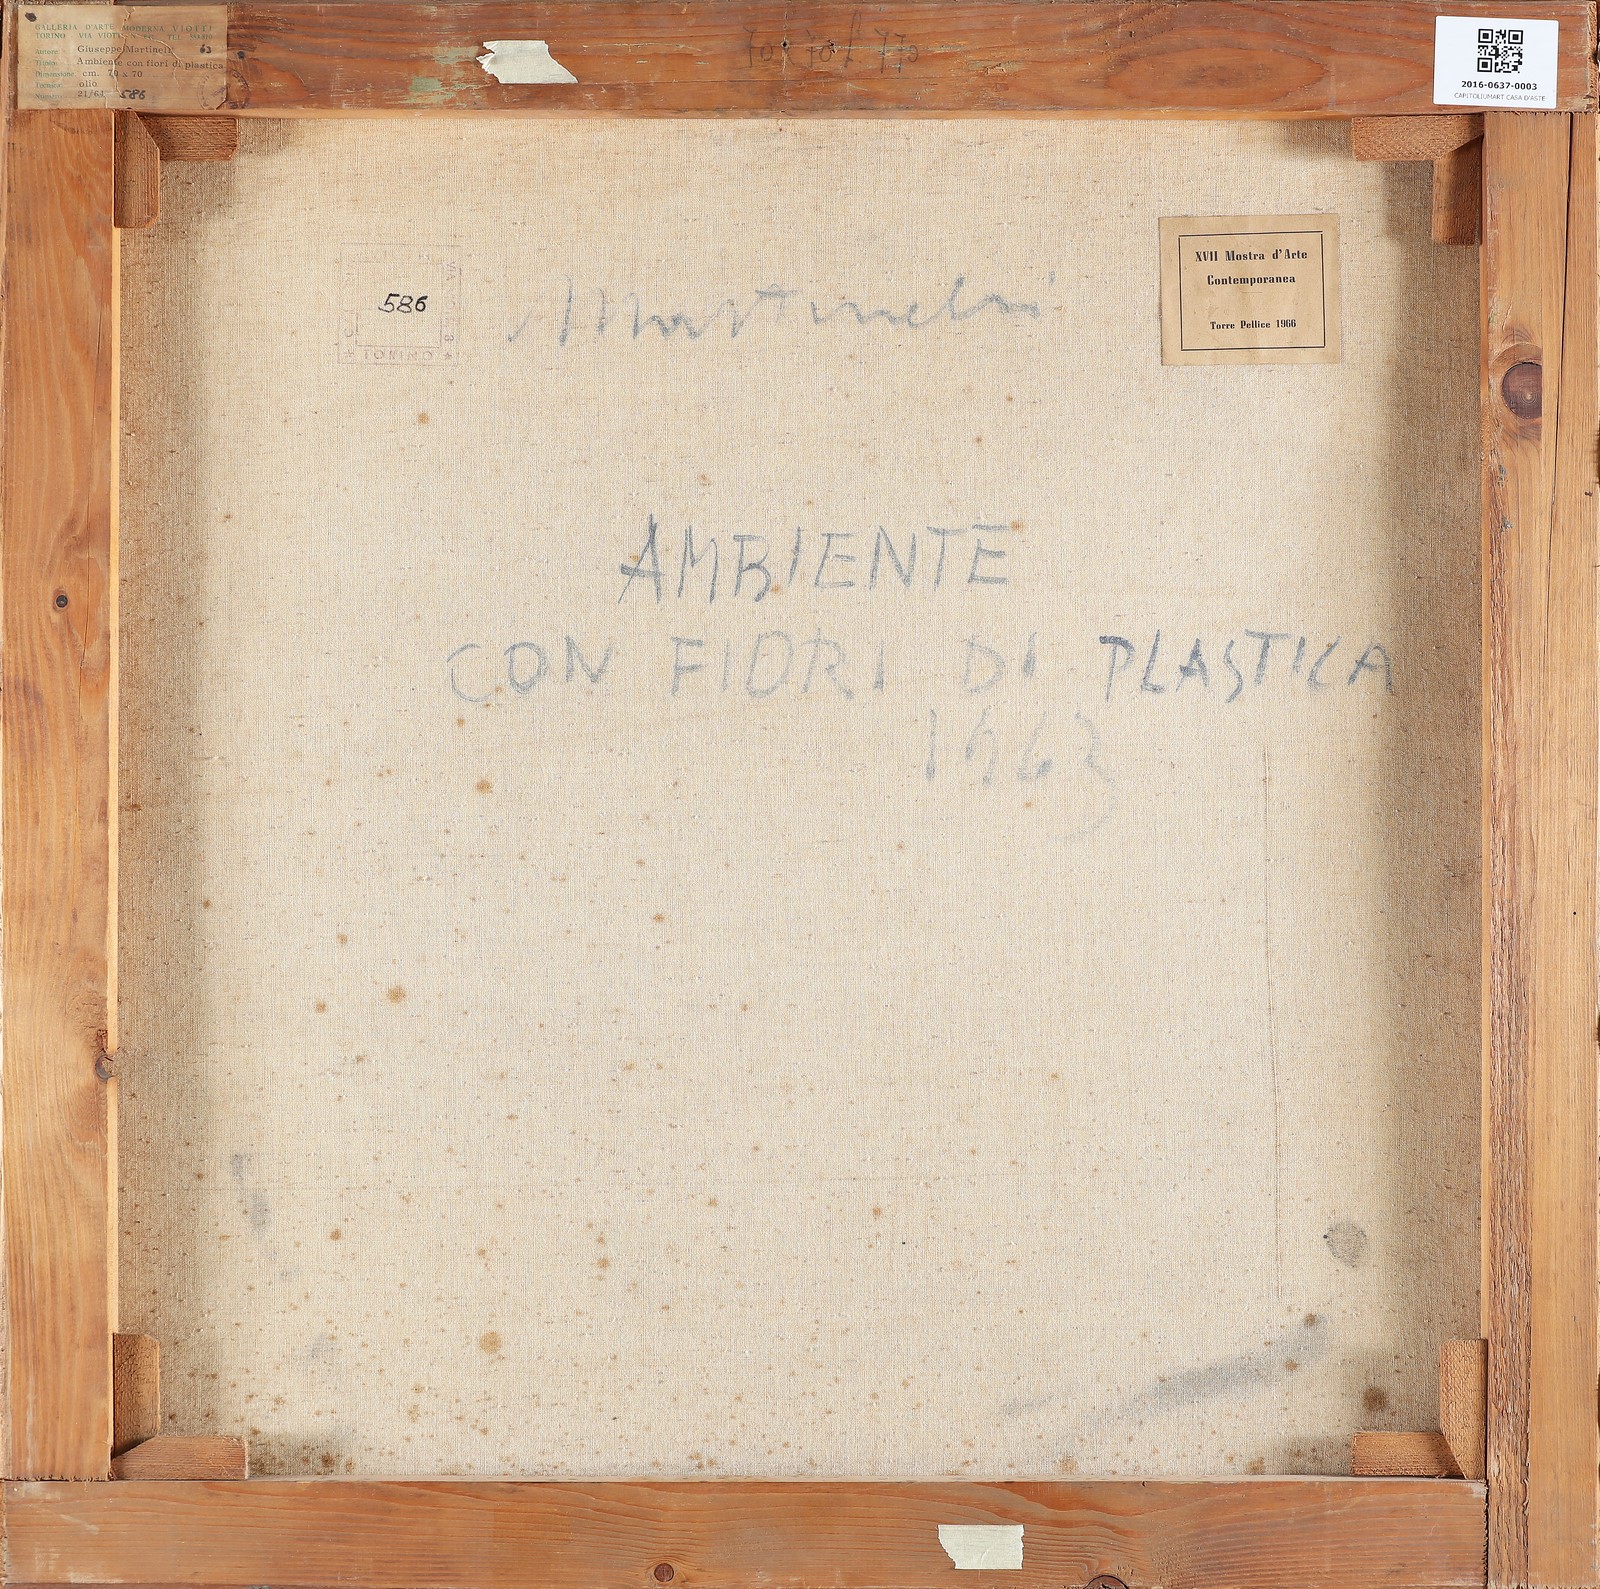 GALLERIA D'ARTE MODERNA VIOTTI
TORINO VIA VIOTTI
Autore Giuseppe Martinelli 63
Titolo Ambiente con fiori di plastica
Dimensione cm. 70 x 70
Tecnica olio
Numero 21/64 586
2016-0637-0003
CAPITOLIUMART CASA D'ASTE
586
TORINO
Martinelli
XVII Mostra d'Arte
Contemporanea
Torre Pellice 1966
AMBIENTE
CON FIORI DI PLASTICA
1963